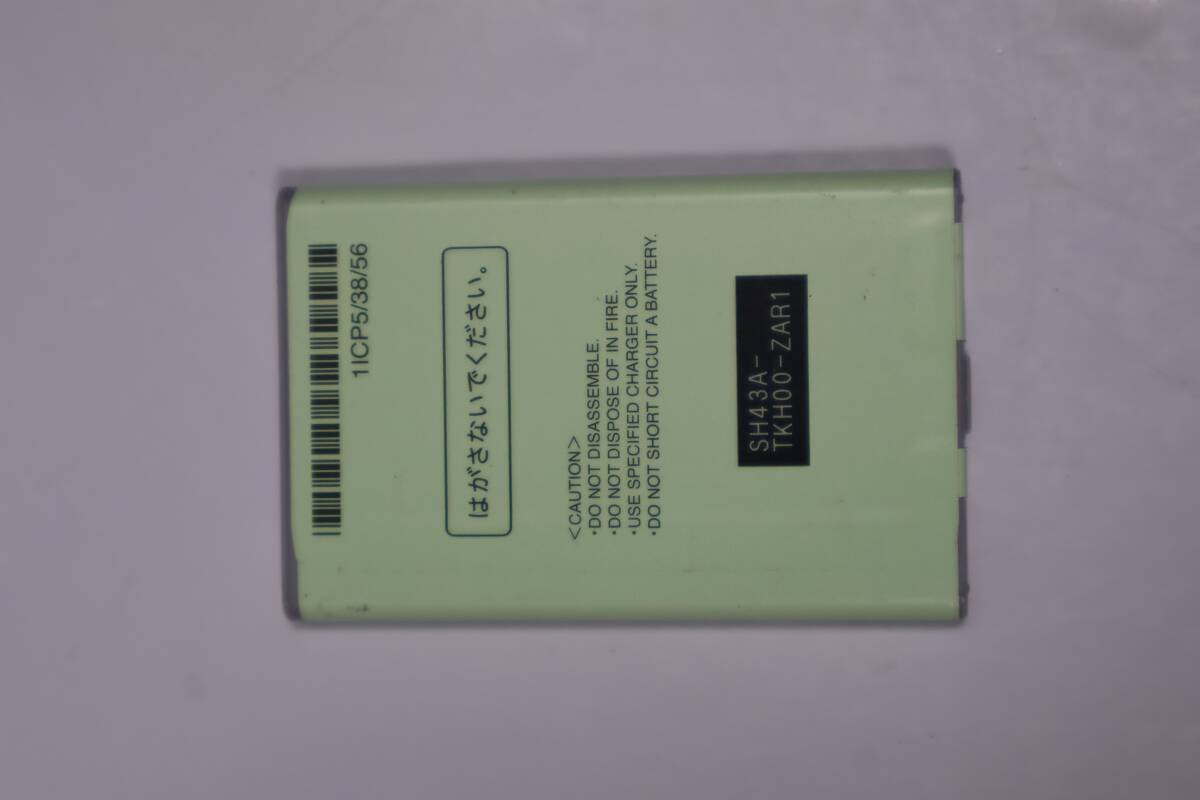 1ICP5/38/56
はがさないでください。
<CAUTION>
・DO NOT DISASSEMBLE.
・DO NOT DISPOSE OF IN FIRE.
・USE SPECIFIED CHARGER ONLY.
・DO NOT SHORT CIRCUIT A BATTERY.
SH43A-
TKH00-ZAR1